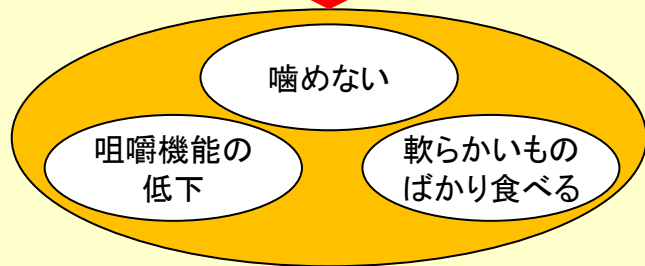 噛めない
咀嚼機能の
低下
軟らかいもの
ばかり食べる